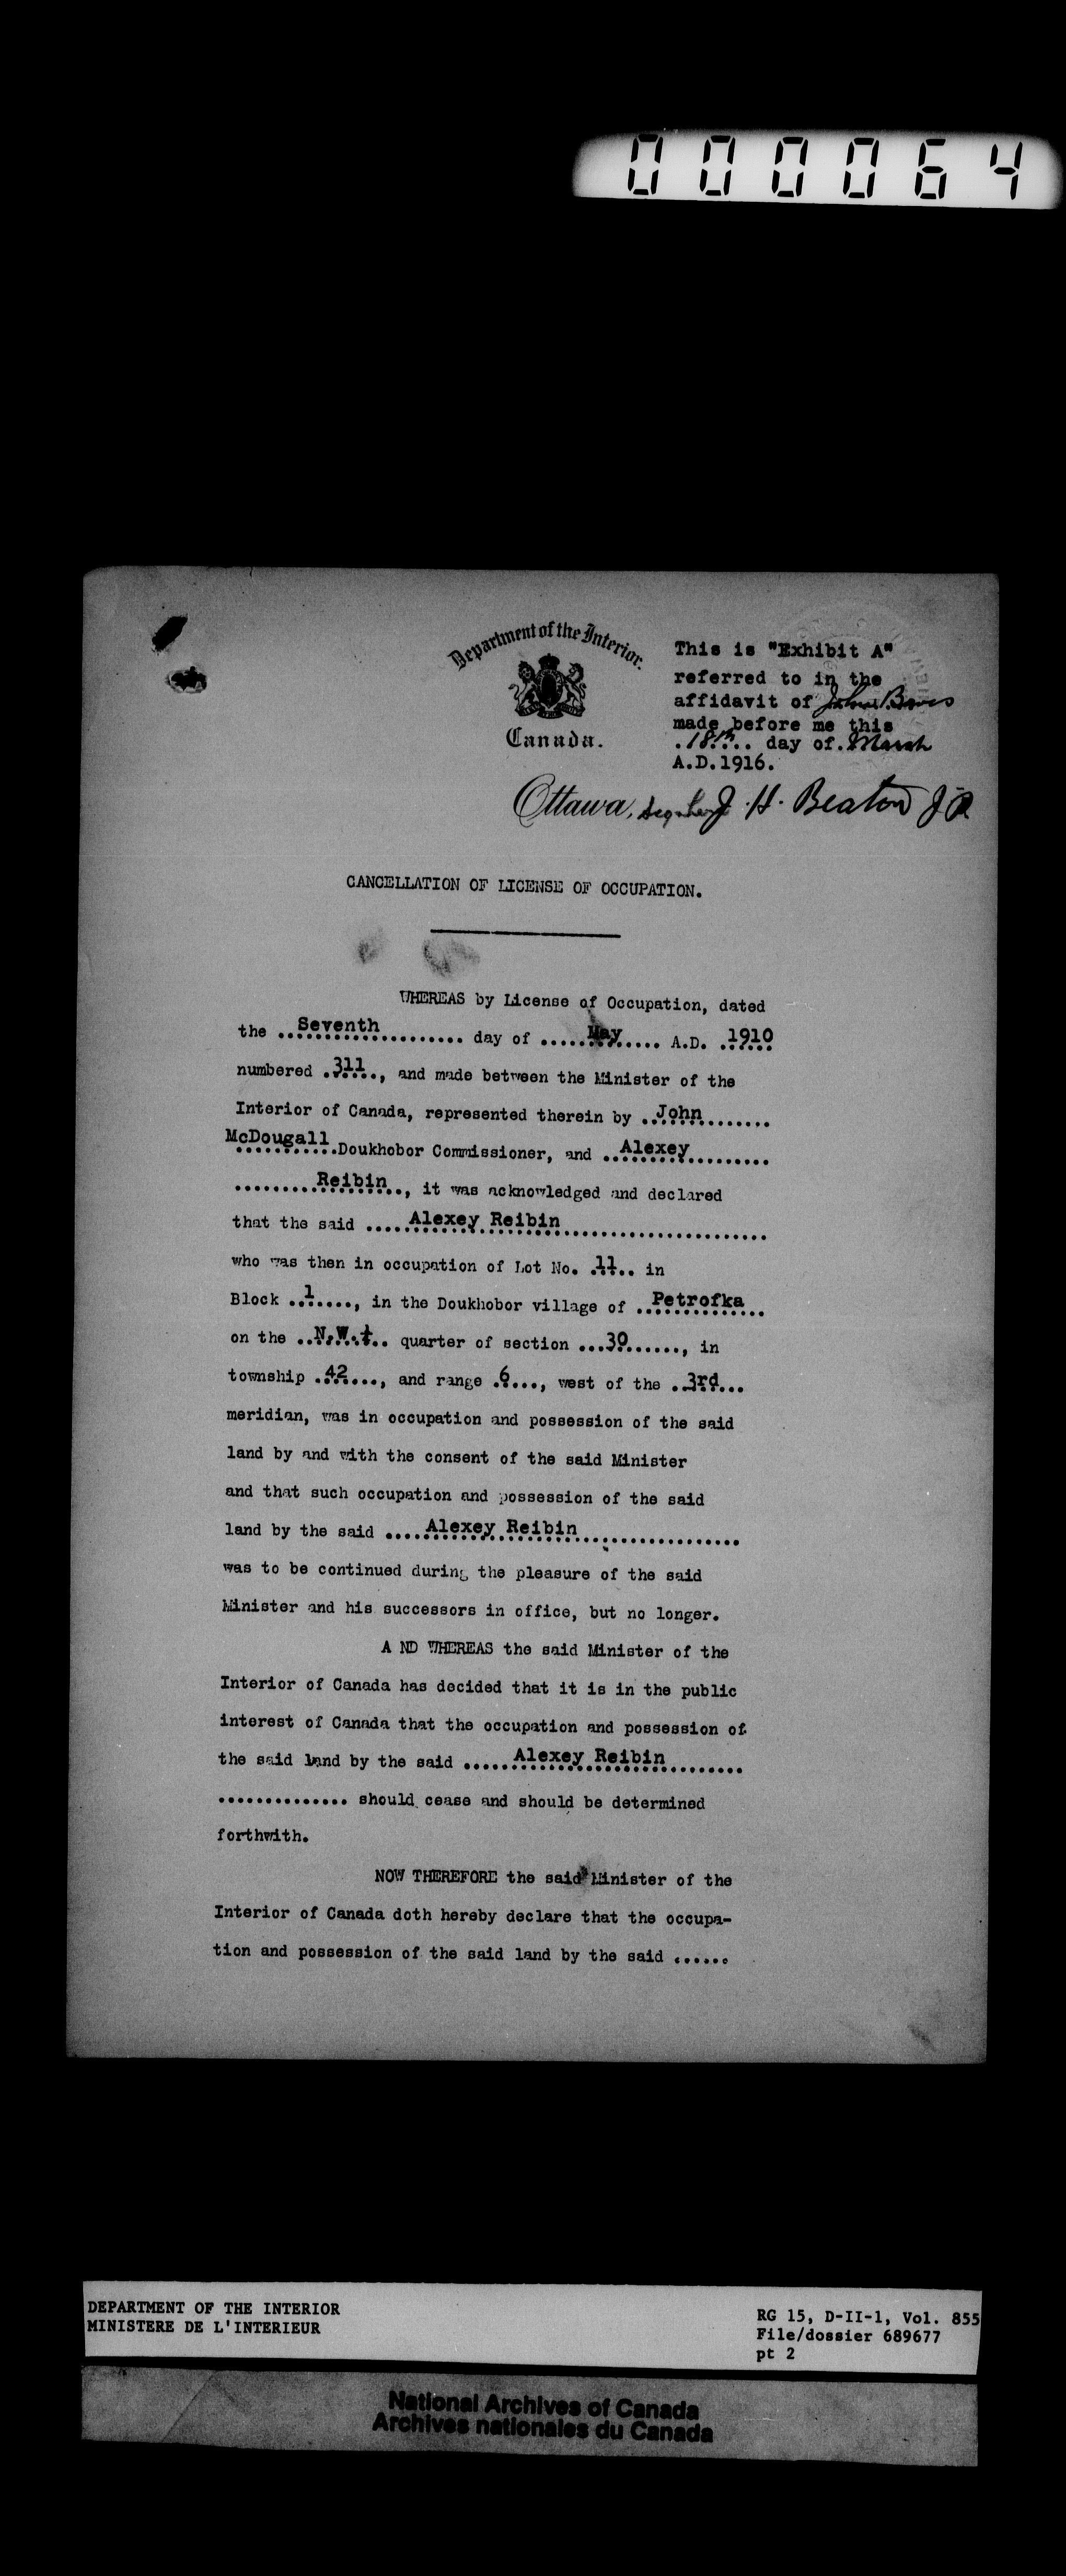 000064
Department of the Interior.
Canada.
This is "Exhibit A"
referred to in the
affidavit of John
made before me this
.18th.. day of.March
A.D.1916.
Ottawa, J. H. Beaton J P
CANCELLATION OF LICENSE OF OCCUPATION.
WHEREAS by License of Occupation, dated
the ..Seventh......... day of ......May..... A.D. .1910
numbered .311..., and made between the Minister of the
Interior of Canada, represented therein by ..John.......
McDougall.Doukhobor Commissioner, and ..Alexey.........
.........Reibin..., it was acknowledged and declared
that the said .....Alexey Reibin......................
who was then in occupation of Lot No. .11.. in
Block ..1...., in the Doukhobor village of ..Petrofka..
on the ..N.W.¼.. quarter of section ...30......., in
township .42...., and range .6...., west of the ..3rd...
meridian, was in occupation and possession of the said
land by and with the consent of the said Minister
and that such occupation and possession of the said
land by the said ....Alexey Reibin.................
was to be continued during the pleasure of the said
Minister and his successors in office, but no longer.
A ND WHEREAS the said Minister of the
Interior of Canada has decided that it is in the public
interest of Canada that the occupation and possession of
the said land by the said .....Alexey Reibin........
.............. should cease and should be determined
forthwith.
NOW THEREFORE the said Minister of the
Interior of Canada doth hereby declare that the occupa-
tion and possession of the said land by the said ......
DEPARTMENT OF THE INTERIOR
MINISTERE DE L'INTERIEUR
RG 15, D-II-1, Vol. 855
File/dossier 689677
pt 2
National Archives of Canada
Archives nationales du Canada